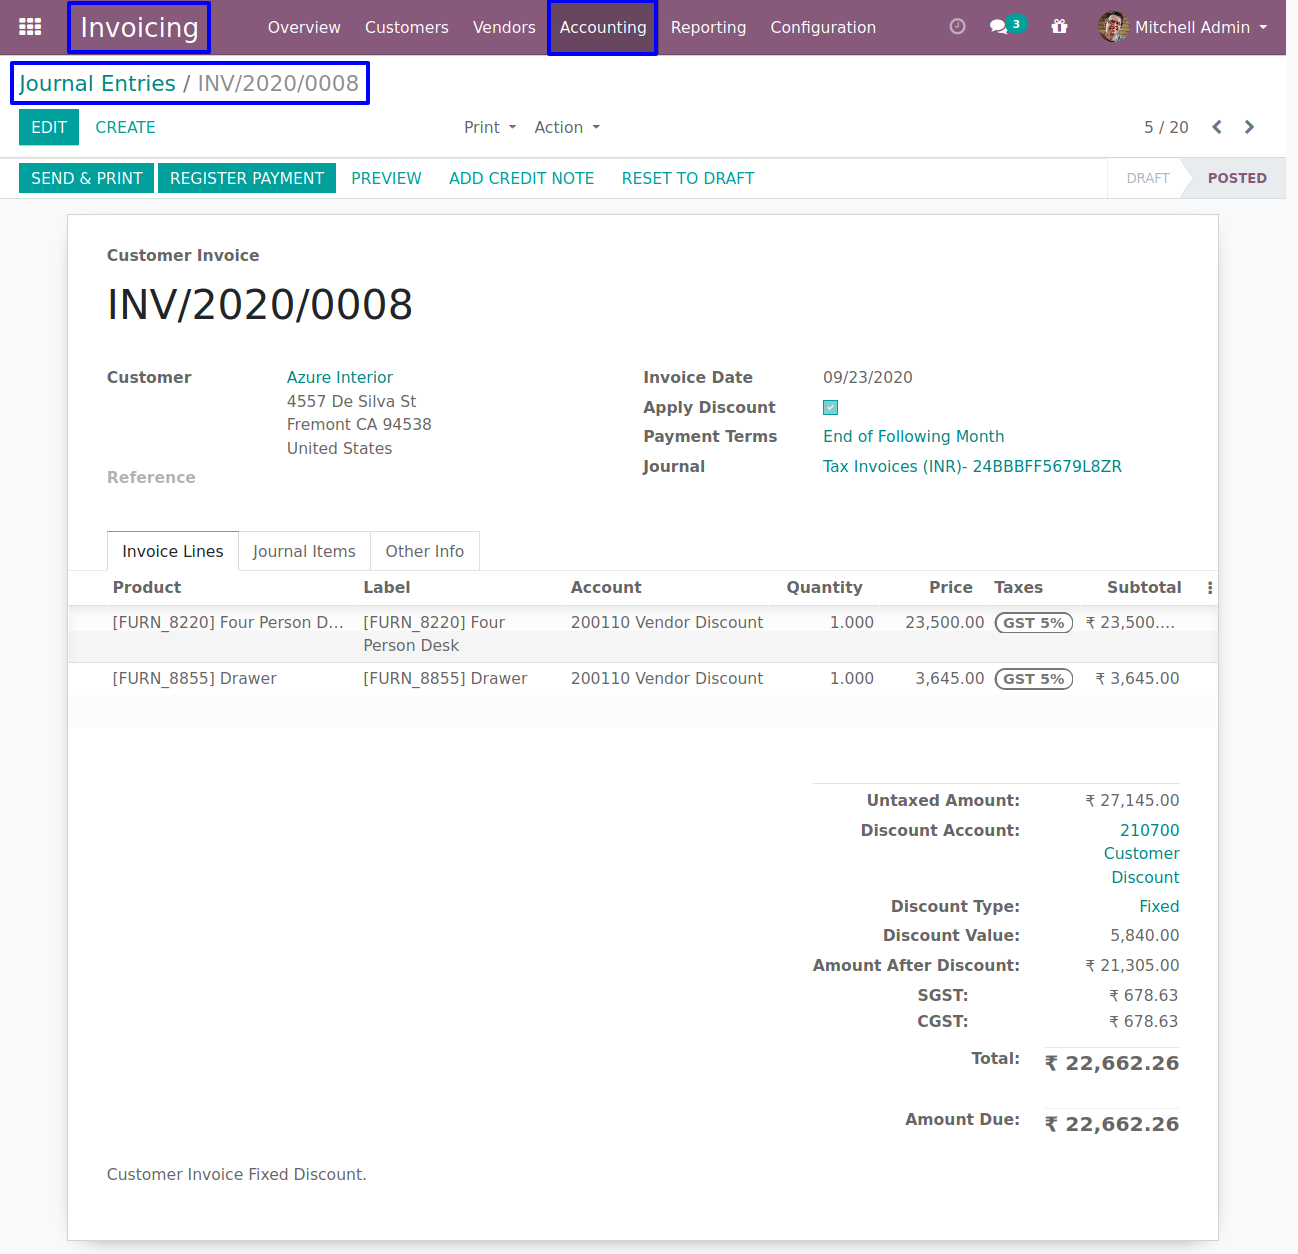 Invoicing Overview Customers Vendors Accounting Reporting Configuration 3 Mitchell Admin
Journal Entries / INV/2020/0008
EDIT CREATE Print Action 5 / 20
SEND & PRINT REGISTER PAYMENT PREVIEW ADD CREDIT NOTE RESET TO DRAFT DRAFT POSTED
Customer Invoice
INV/2020/0008
Customer Azure Interior Invoice Date 09/23/2020
4557 De Silva St Apply Discount
Fremont CA 94538 Payment Terms End of Following Month
United States Journal Tax Invoices (INR)- 24BBBFF5679L8ZR
Reference
Invoice Lines Journal Items Other Info
Product Label Account Quantity Price Taxes Subtotal
[FURN_8220] Four Person D... [FURN_8220] Four 200110 Vendor Discount 1.000 23,500.00 GST 5% ₹ 23,500....
Person Desk
[FURN_8855] Drawer [FURN_8855] Drawer 200110 Vendor Discount 1.000 3,645.00 GST 5% ₹ 3,645.00
Untaxed Amount: ₹ 27,145.00
Discount Account: 210700
Customer
Discount
Discount Type: Fixed
Discount Value: 5,840.00
Amount After Discount: ₹ 21,305.00
SGST: ₹ 678.63
CGST: ₹ 678.63
Total: ₹ 22,662.26
Amount Due: ₹ 22,662.26
Customer Invoice Fixed Discount.